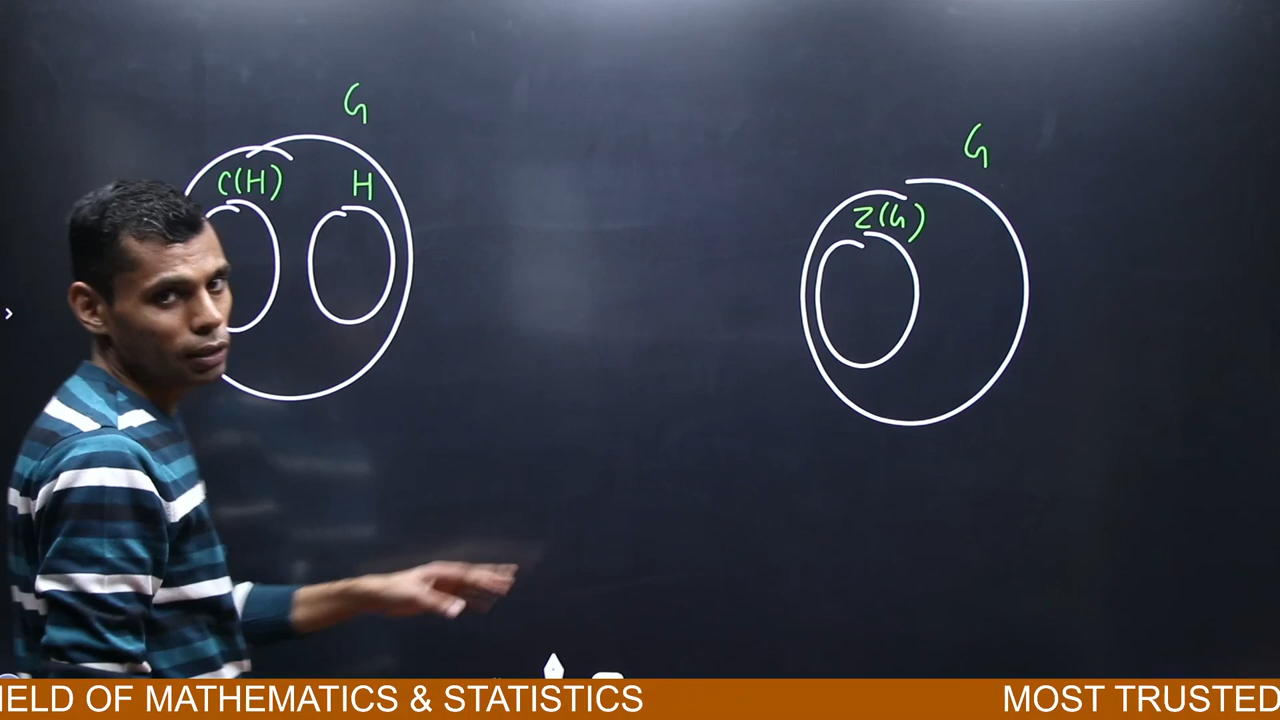 G
C(H) H
G
Z(G)
IELD OF MATHEMATICS & STATISTICS MOST TRUSTED